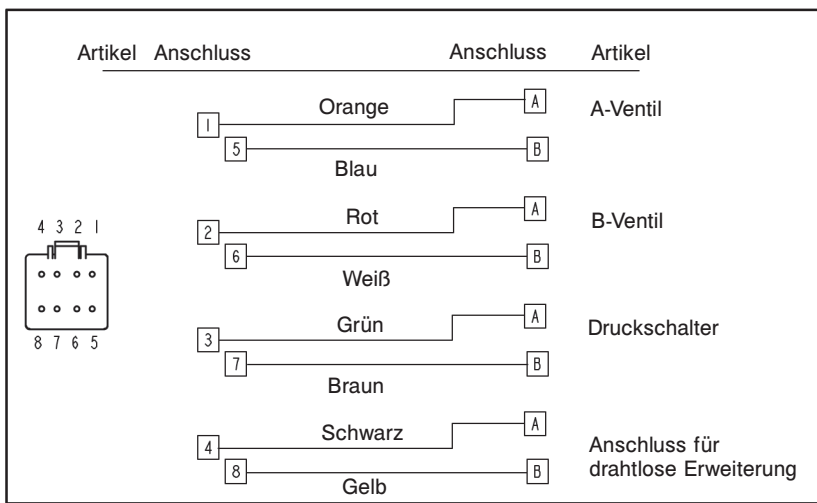 Artikel Anschluss Anschluss Artikel
Orange A A-Ventil
1
5 B
Blau
Rot A B-Ventil
2
6 B
Weiß
4 3 2 1
8 7 6 5
Grün A Druckschalter
3
7 B
Braun
Schwarz A
4
Anschluss für
drahtlose Erweiterung
8 B
Gelb